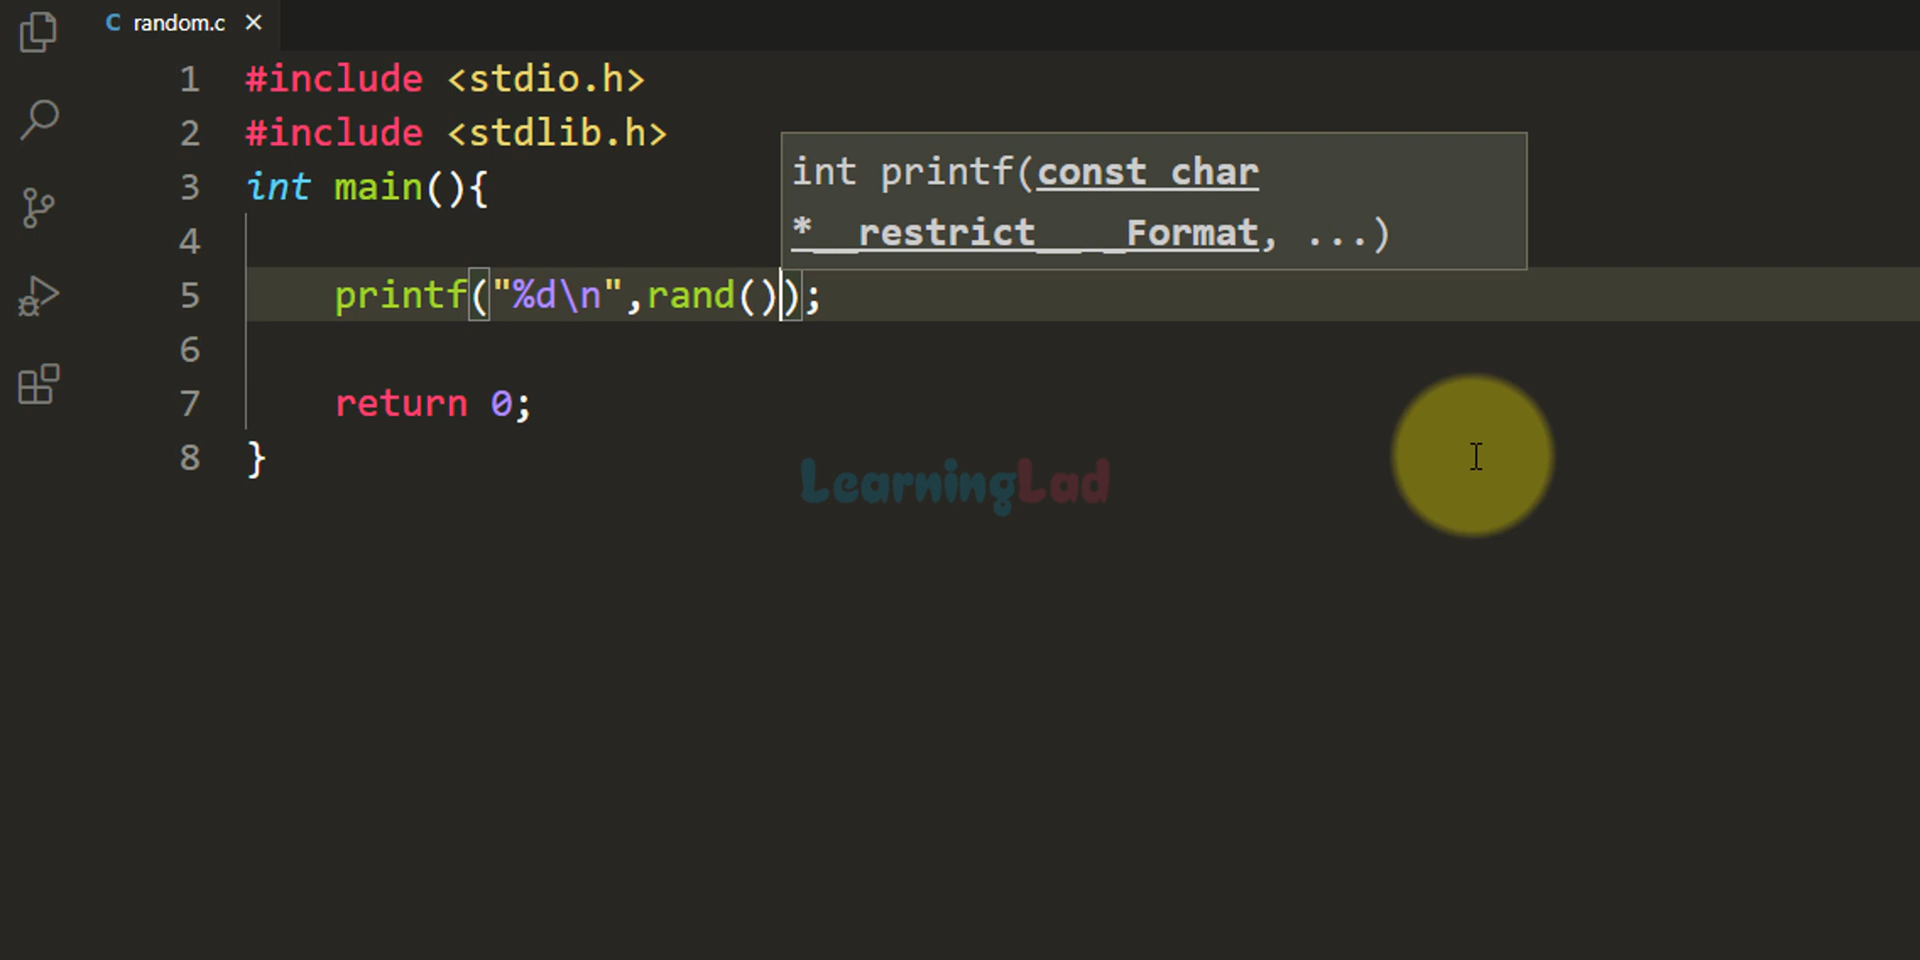 C random.c ×
1 #include <stdio.h>
2 #include <stdlib.h>
3 int main(){
4
5 printf("%d\n",rand());
6
7 return 0;
8 }
int printf(const char
*__restrict__ _Format, ...)
LearningLad